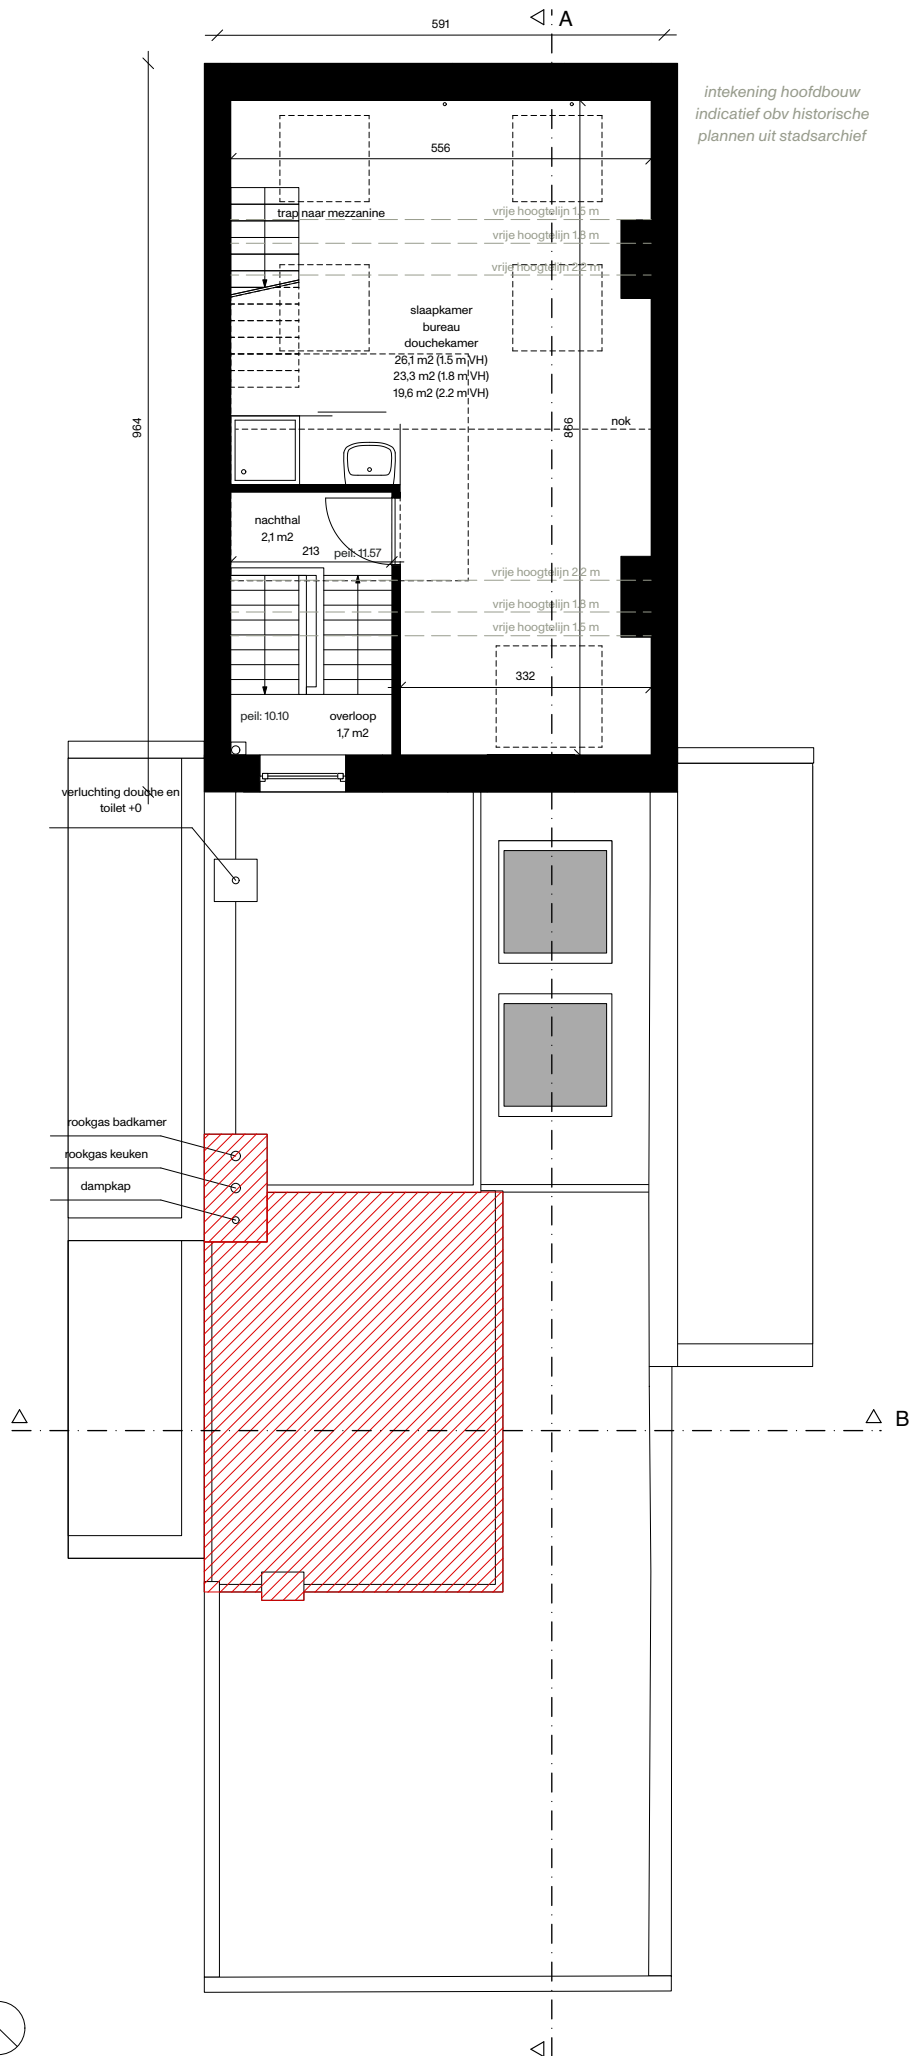 A
591
intekening hoofdbouw
indicatief obv historische
plannen uit stadsarchief
556
trap naar mezzanine
vrije hoogtelijn 1.5 m
vrije hoogtelijn 1.8 m
vrije hoogtelijn 2.2 m
slaapkamer
bureau
douchekamer
26,1 m2 (1.5 m VH)
23,3 m2 (1.8 m VH)
19,6 m2 (2.2 m VH)
964
866
nok
nachthal
2,1 m2
213
peil: 11.57
vrije hoogtelijn 2.2 m
vrije hoogtelijn 1.8 m
vrije hoogtelijn 1.5 m
332
peil: 10.10
overloop
1,7 m2
verluchting douche en
toilet +0
rookgas badkamer
rookgas keuken
dampkap
B